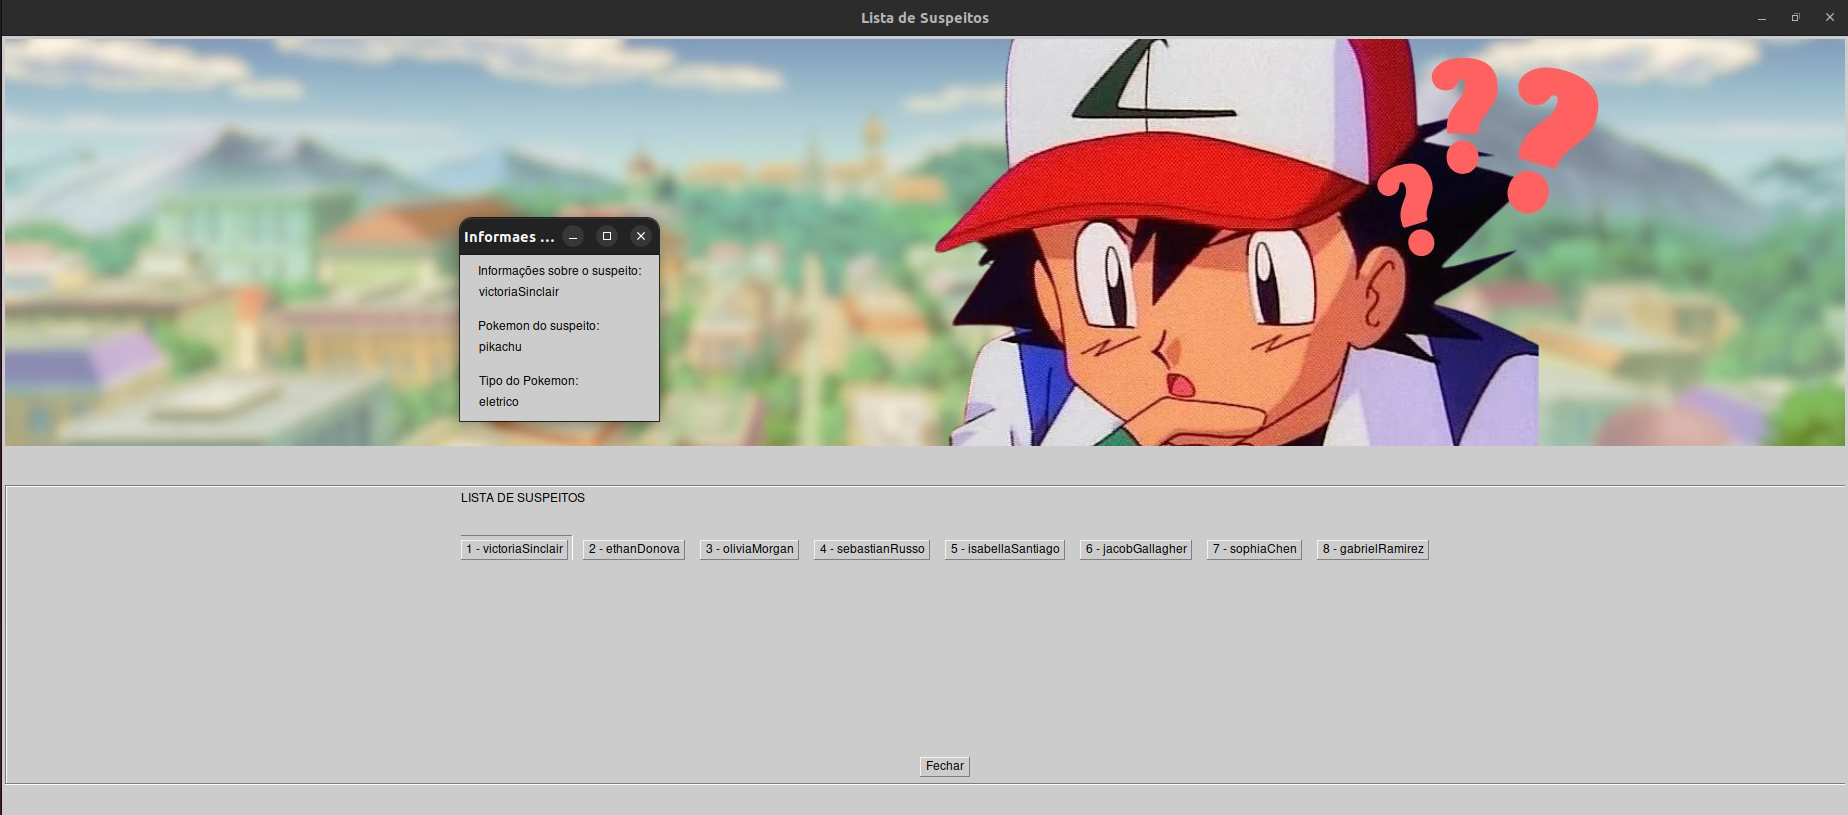 Lista de Suspeitos
? ? ?
Informaes ...
Informações sobre o suspeito:
victoriaSinclair
Pokemon do suspeito:
pikachu
Tipo do Pokemon:
eletrico
LISTA DE SUSPEITOS
1 - victoriaSinclair 2 - ethanDonova 3 - oliviaMorgan 4 - sebastianRusso 5 - isabellaSantiago 6 - jacobGallagher 7 - sophiaChen 8 - gabrielRamirez
Fechar